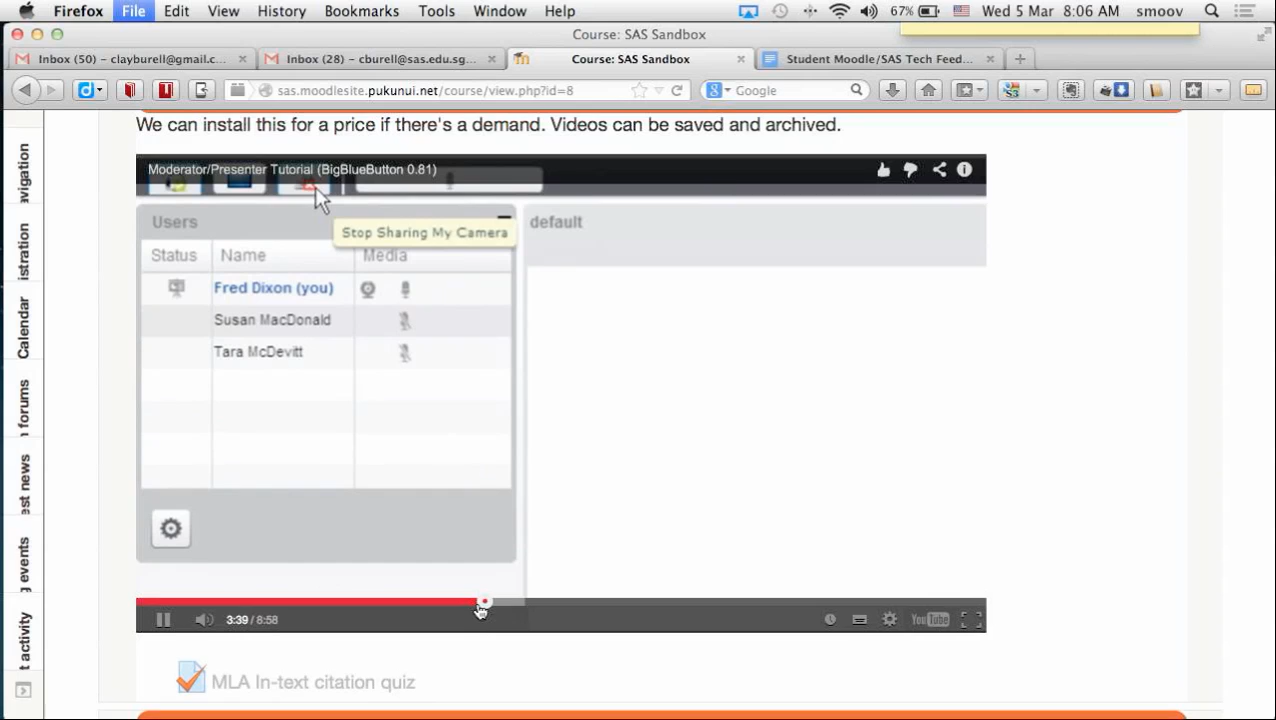 Firefox File Edit View History Bookmarks Tools Window Help 67% Wed 5 Mar 8:06 AM smoov
Course: SAS Sandbox
Inbox (50) – clayburell@gmail.c... Inbox (28) – cburell@sas.edu.sg... Course: SAS Sandbox Student Moodle/SAS Tech Feed...
sas.moodlesite.pukunui.net/course/view.php?id=8 Google
We can install this for a price if there's a demand. Videos can be saved and archived.
Moderator/Presenter Tutorial (BigBlueButton 0.81)
Users
Stop Sharing My Camera
default
Status Name Media
Fred Dixon (you)
Susan MacDonald
Tara McDevitt
3:39 / 8:58 YouTube
MLA In-text citation quiz
avigation
istration
Calendar
forums
est news
events
t activity